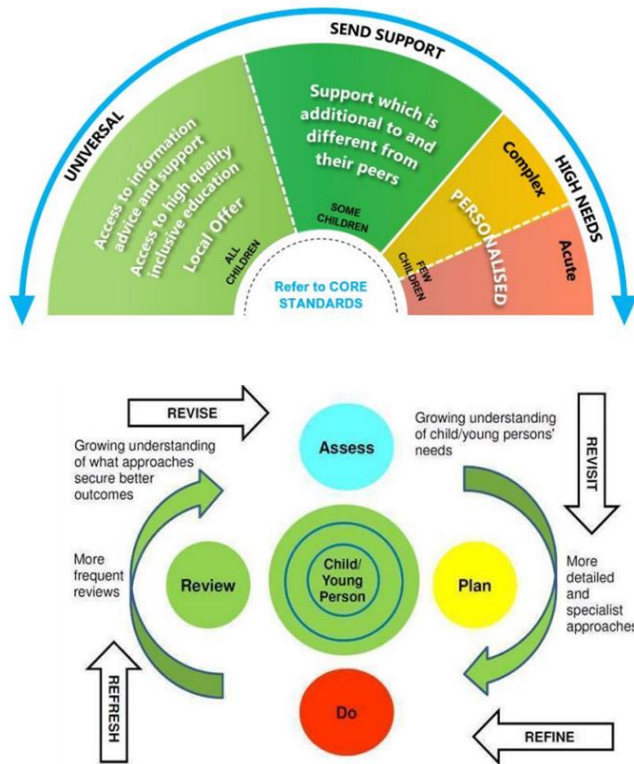 SEND SUPPORT
UNIVERSAL
HIGH NEEDS
Access to information
advice and support
Access to high quality
inclusive education
Local Offer
ALL
CHILDREN
Support which is
additional to and
different from
their peers
SOME
CHILDREN
Complex
PERSONALISED
Acute
FEW
CHILDREN
Refer to CORE
STANDARDS
REVISE
Growing understanding
of what approaches
secure better
outcomes
Assess
Growing understanding
of child/young persons'
needs
REVISIT
More
frequent
reviews
Review
Child/
Young
Person
Plan
More
detailed
and
specialist
approaches
REFRESH
Do
REFINE